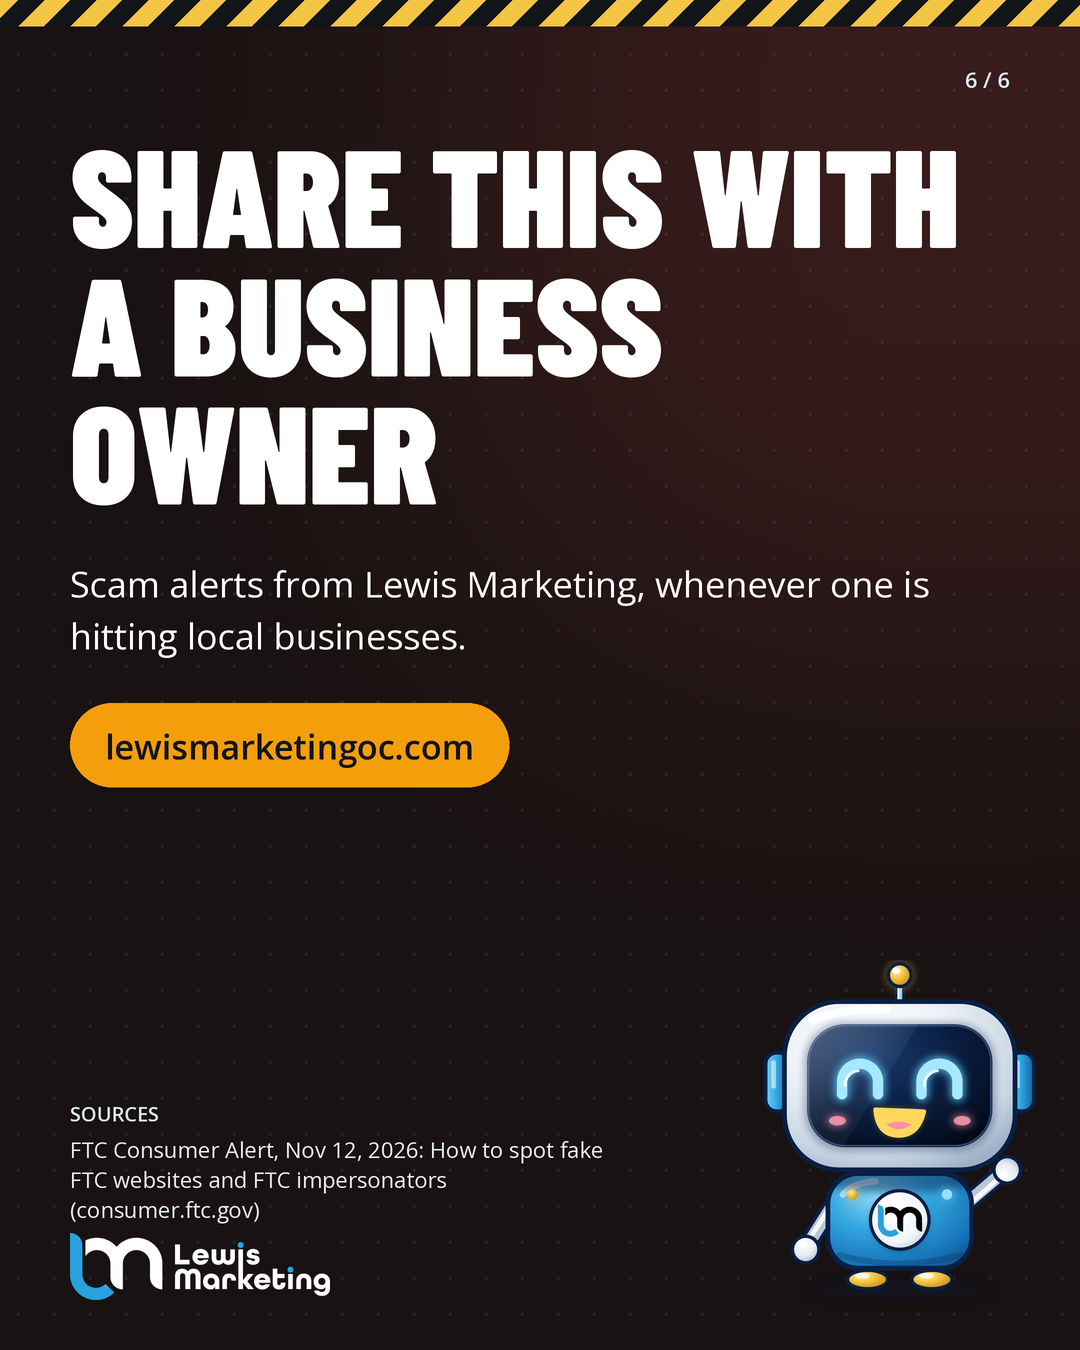 6 / 6
SHARE THIS WITH
A BUSINESS
OWNER
Scam alerts from Lewis Marketing, whenever one is
hitting local businesses.
lewismarketingoc.com
SOURCES
FTC Consumer Alert, Nov 12, 2026: How to spot fake
FTC websites and FTC impersonators
(consumer.ftc.gov)
lm Lewis
Marketing
lm